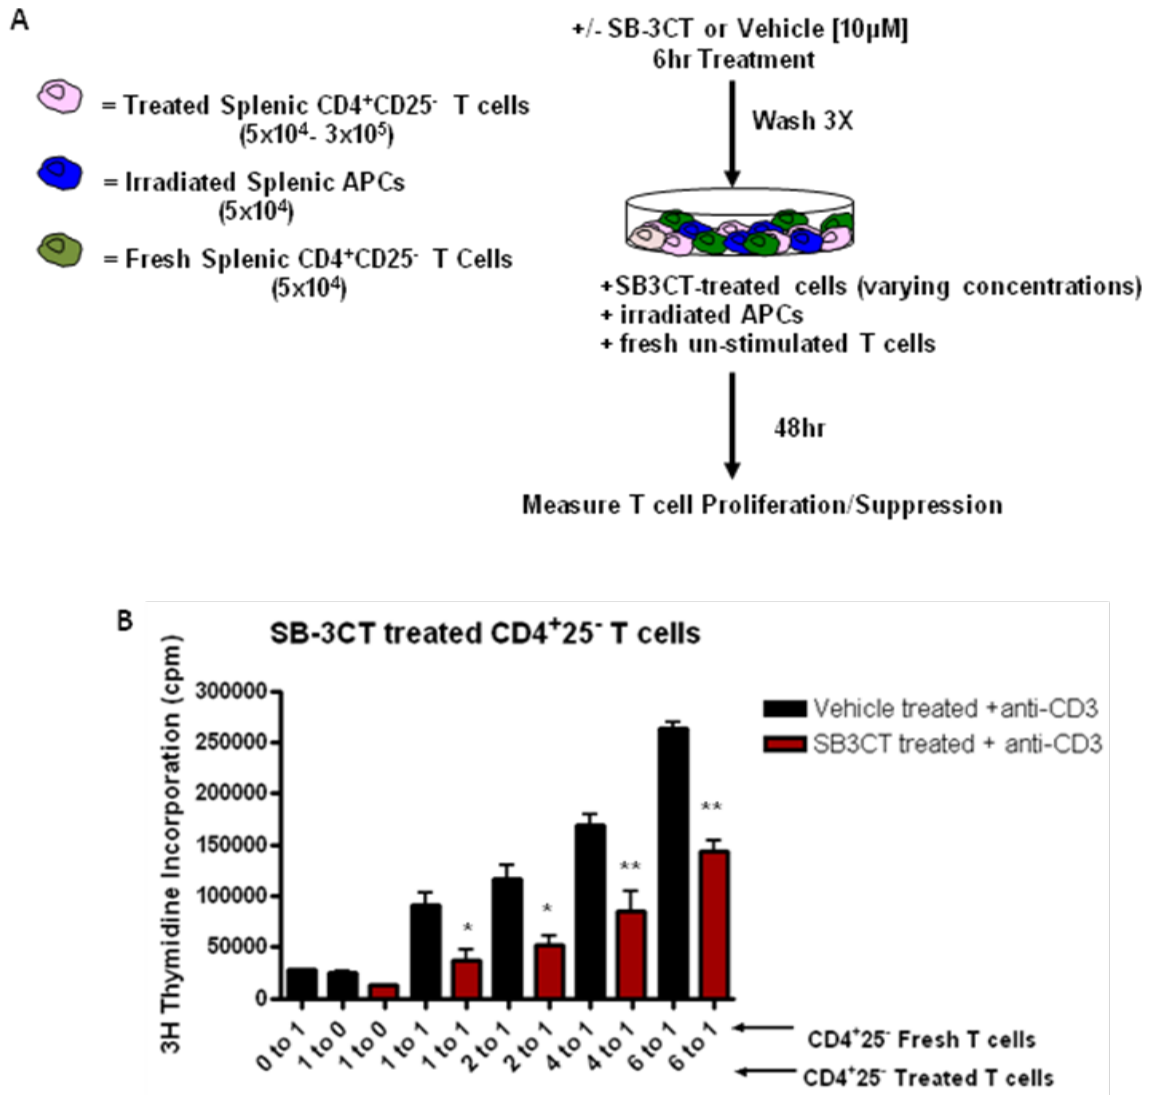 A
+/- SB-3CT or Vehicle [10µM]
6hr Treatment
Wash 3X
= Treated Splenic CD4⁺CD25⁻ T cells
(5x10⁴- 3x10⁵)
= Irradiated Splenic APCs
(5x10⁴)
= Fresh Splenic CD4⁺CD25⁻ T Cells
(5x10⁴)
+SB3CT-treated cells (varying concentrations)
+ irradiated APCs
+ fresh un-stimulated T cells
48hr
Measure T cell Proliferation/Suppression
B
SB-3CT treated CD4⁺25⁻ T cells
3H Thymidine Incorporation (cpm)
300000
250000
200000
150000
100000
50000
0
Vehicle treated +anti-CD3
SB3CT treated + anti-CD3
*
*
**
**
0 to 1
1 to 0
1 to 0
1 to 1
1 to 1
2 to 1
2 to 1
4 to 1
4 to 1
6 to 1
6 to 1
CD4⁺25⁻ Fresh T cells
CD4⁺25⁻ Treated T cells